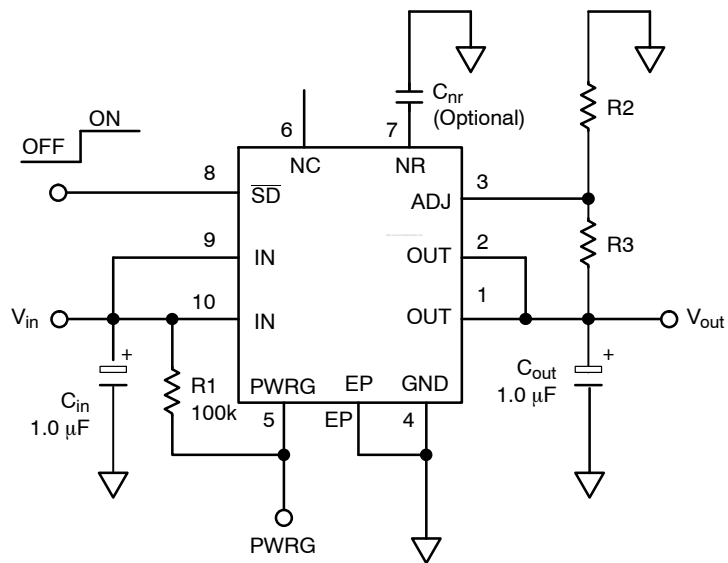 C_nr
(Optional)
R2
ON
OFF
6
7
NC
NR
8
SD
3
ADJ
R3
9
IN
2
OUT
V_in
10
IN
1
OUT
V_out
+
C_in
1.0 μF
R1
100k
PWRG
EP
GND
5
EP
4
C_out
1.0 μF
+
PWRG